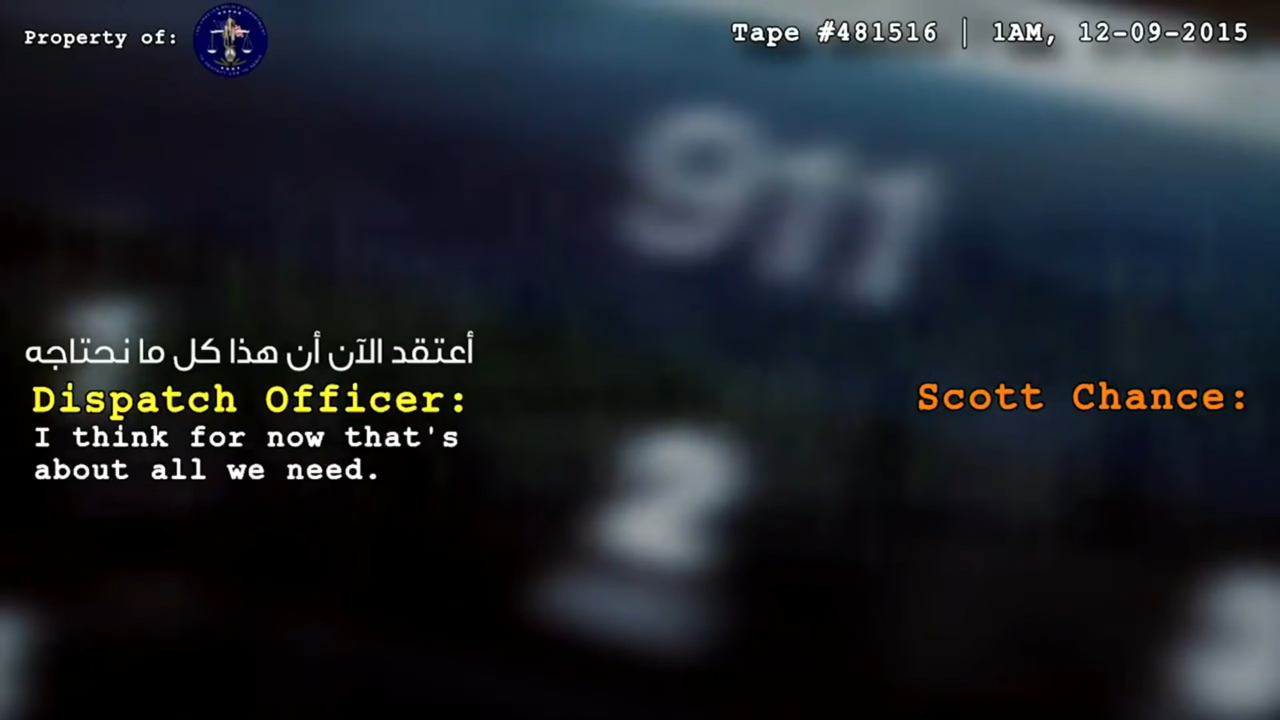 Property of:
Tape #481516 | 1AM, 12-09-2015
911
أعتقد الآن أن هذا كل ما نحتاجه
Dispatch Officer:
I think for now that's
about all we need.
Scott Chance:
2